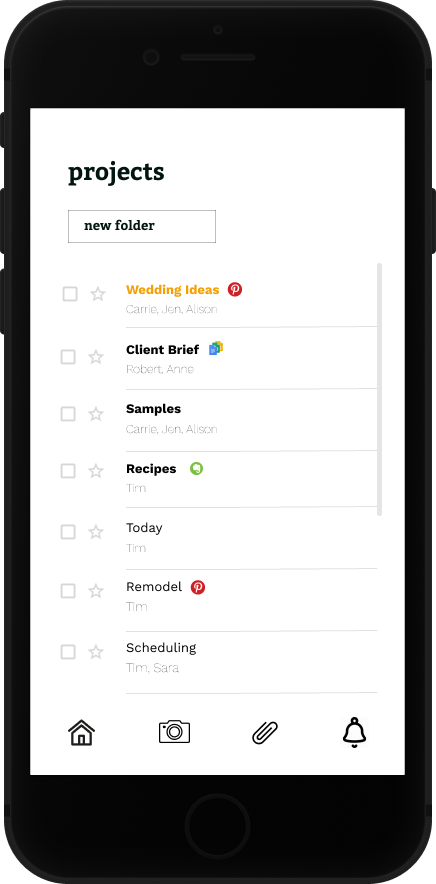 projects
new folder
Wedding Ideas
Carrie, Jen, Alison
Client Brief
Robert, Anne
Samples
Carrie, Jen, Alison
Recipes
Tim
Today
Tim
Remodel
Tim
Scheduling
Tim, Sara